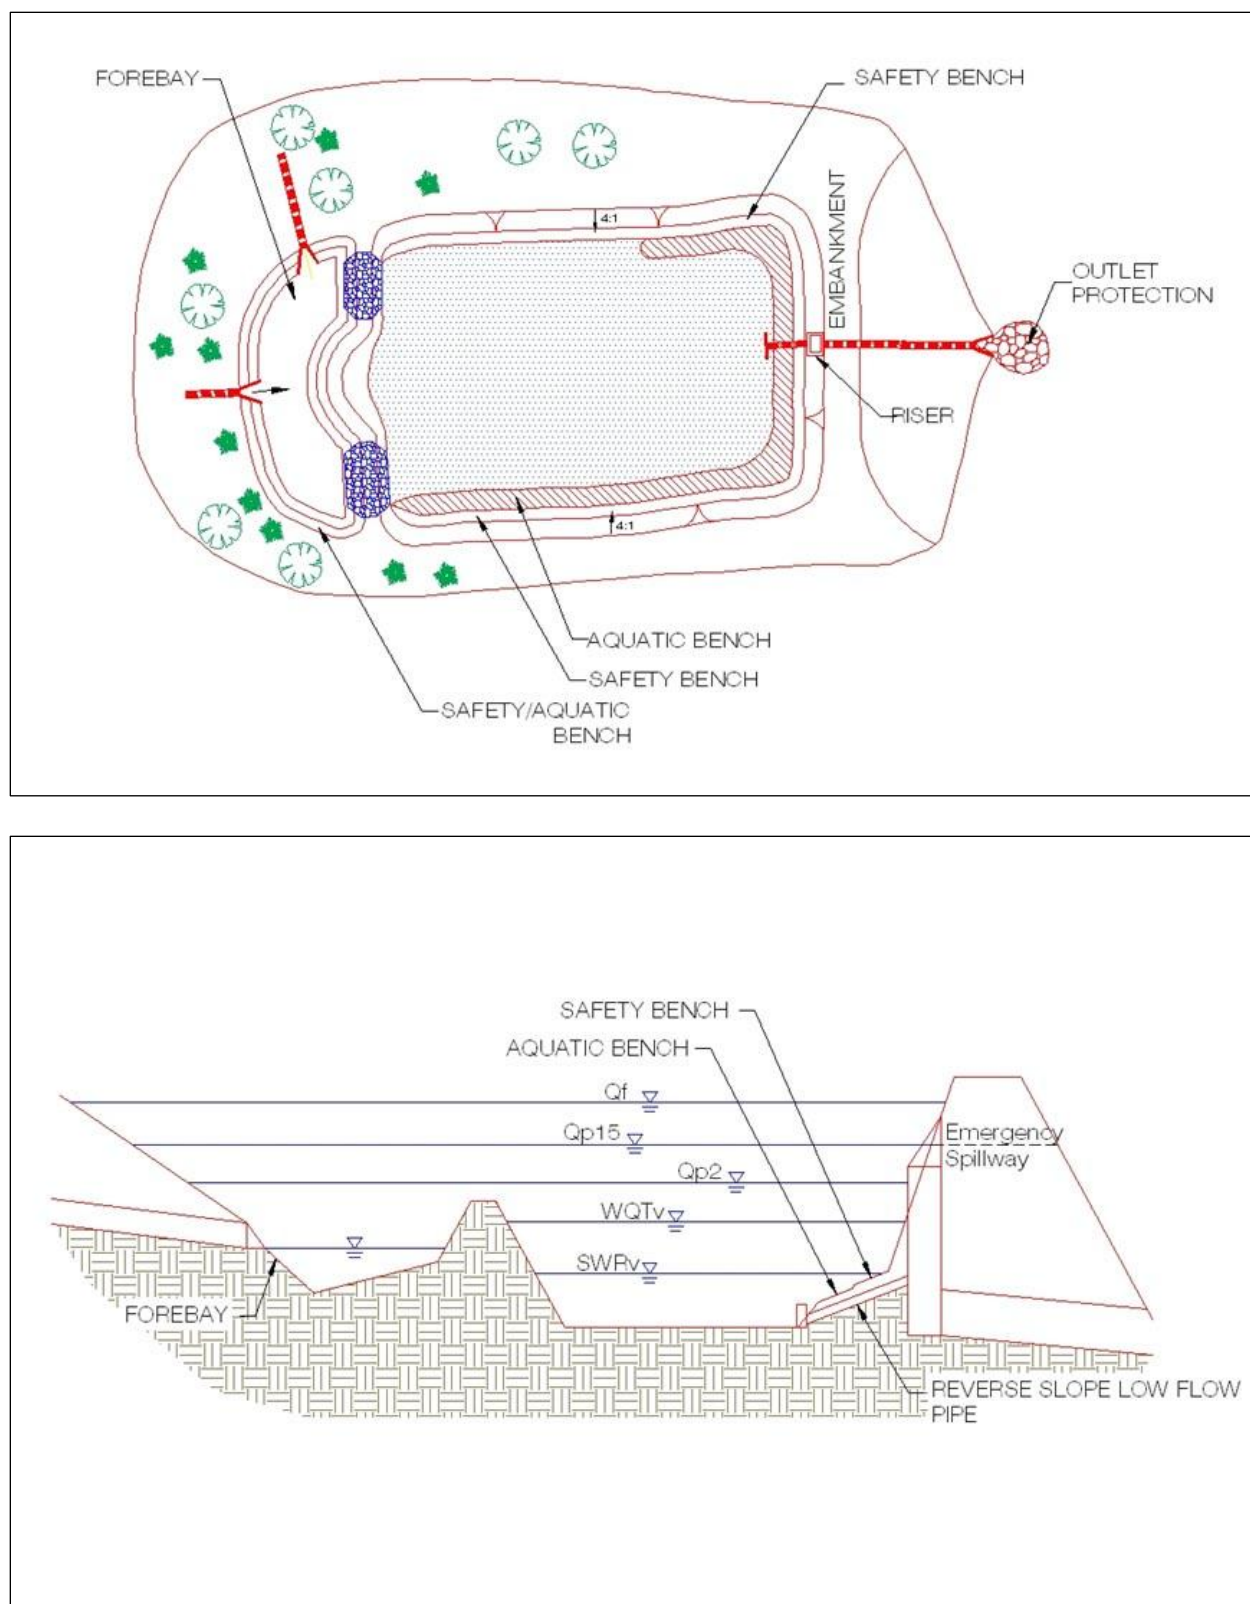 FOREBAY
SAFETY BENCH
EMBANKMENT
4:1
OUTLET
PROTECTION
RISER
4:1
AQUATIC BENCH
SAFETY BENCH
SAFETY/AQUATIC
BENCH
SAFETY BENCH
AQUATIC BENCH
Qf
Qp15
Emergency
Spillway
Qp2
WQTv
SWRv
FOREBAY
REVERSE SLOPE LOW FLOW
PIPE